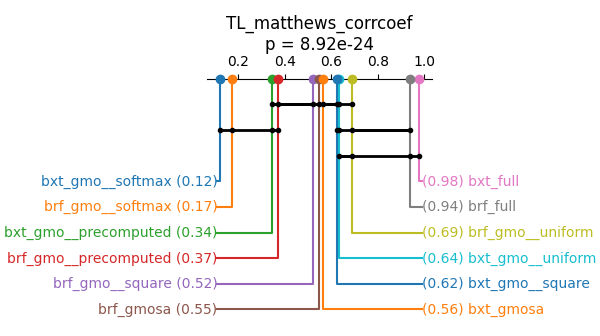 TL_matthews_corrcoef
p = 8.92e-24
0.2 0.4 0.6 0.8 1.0
bxt_gmo__softmax (0.12) (0.98) bxt_full
brf_gmo__softmax (0.17) (0.94) brf_full
bxt_gmo__precomputed (0.34) (0.69) brf_gmo__uniform
brf_gmo__precomputed (0.37) (0.64) bxt_gmo__uniform
brf_gmo__square (0.52) (0.62) bxt_gmo__square
brf_gmosa (0.55) (0.56) bxt_gmosa